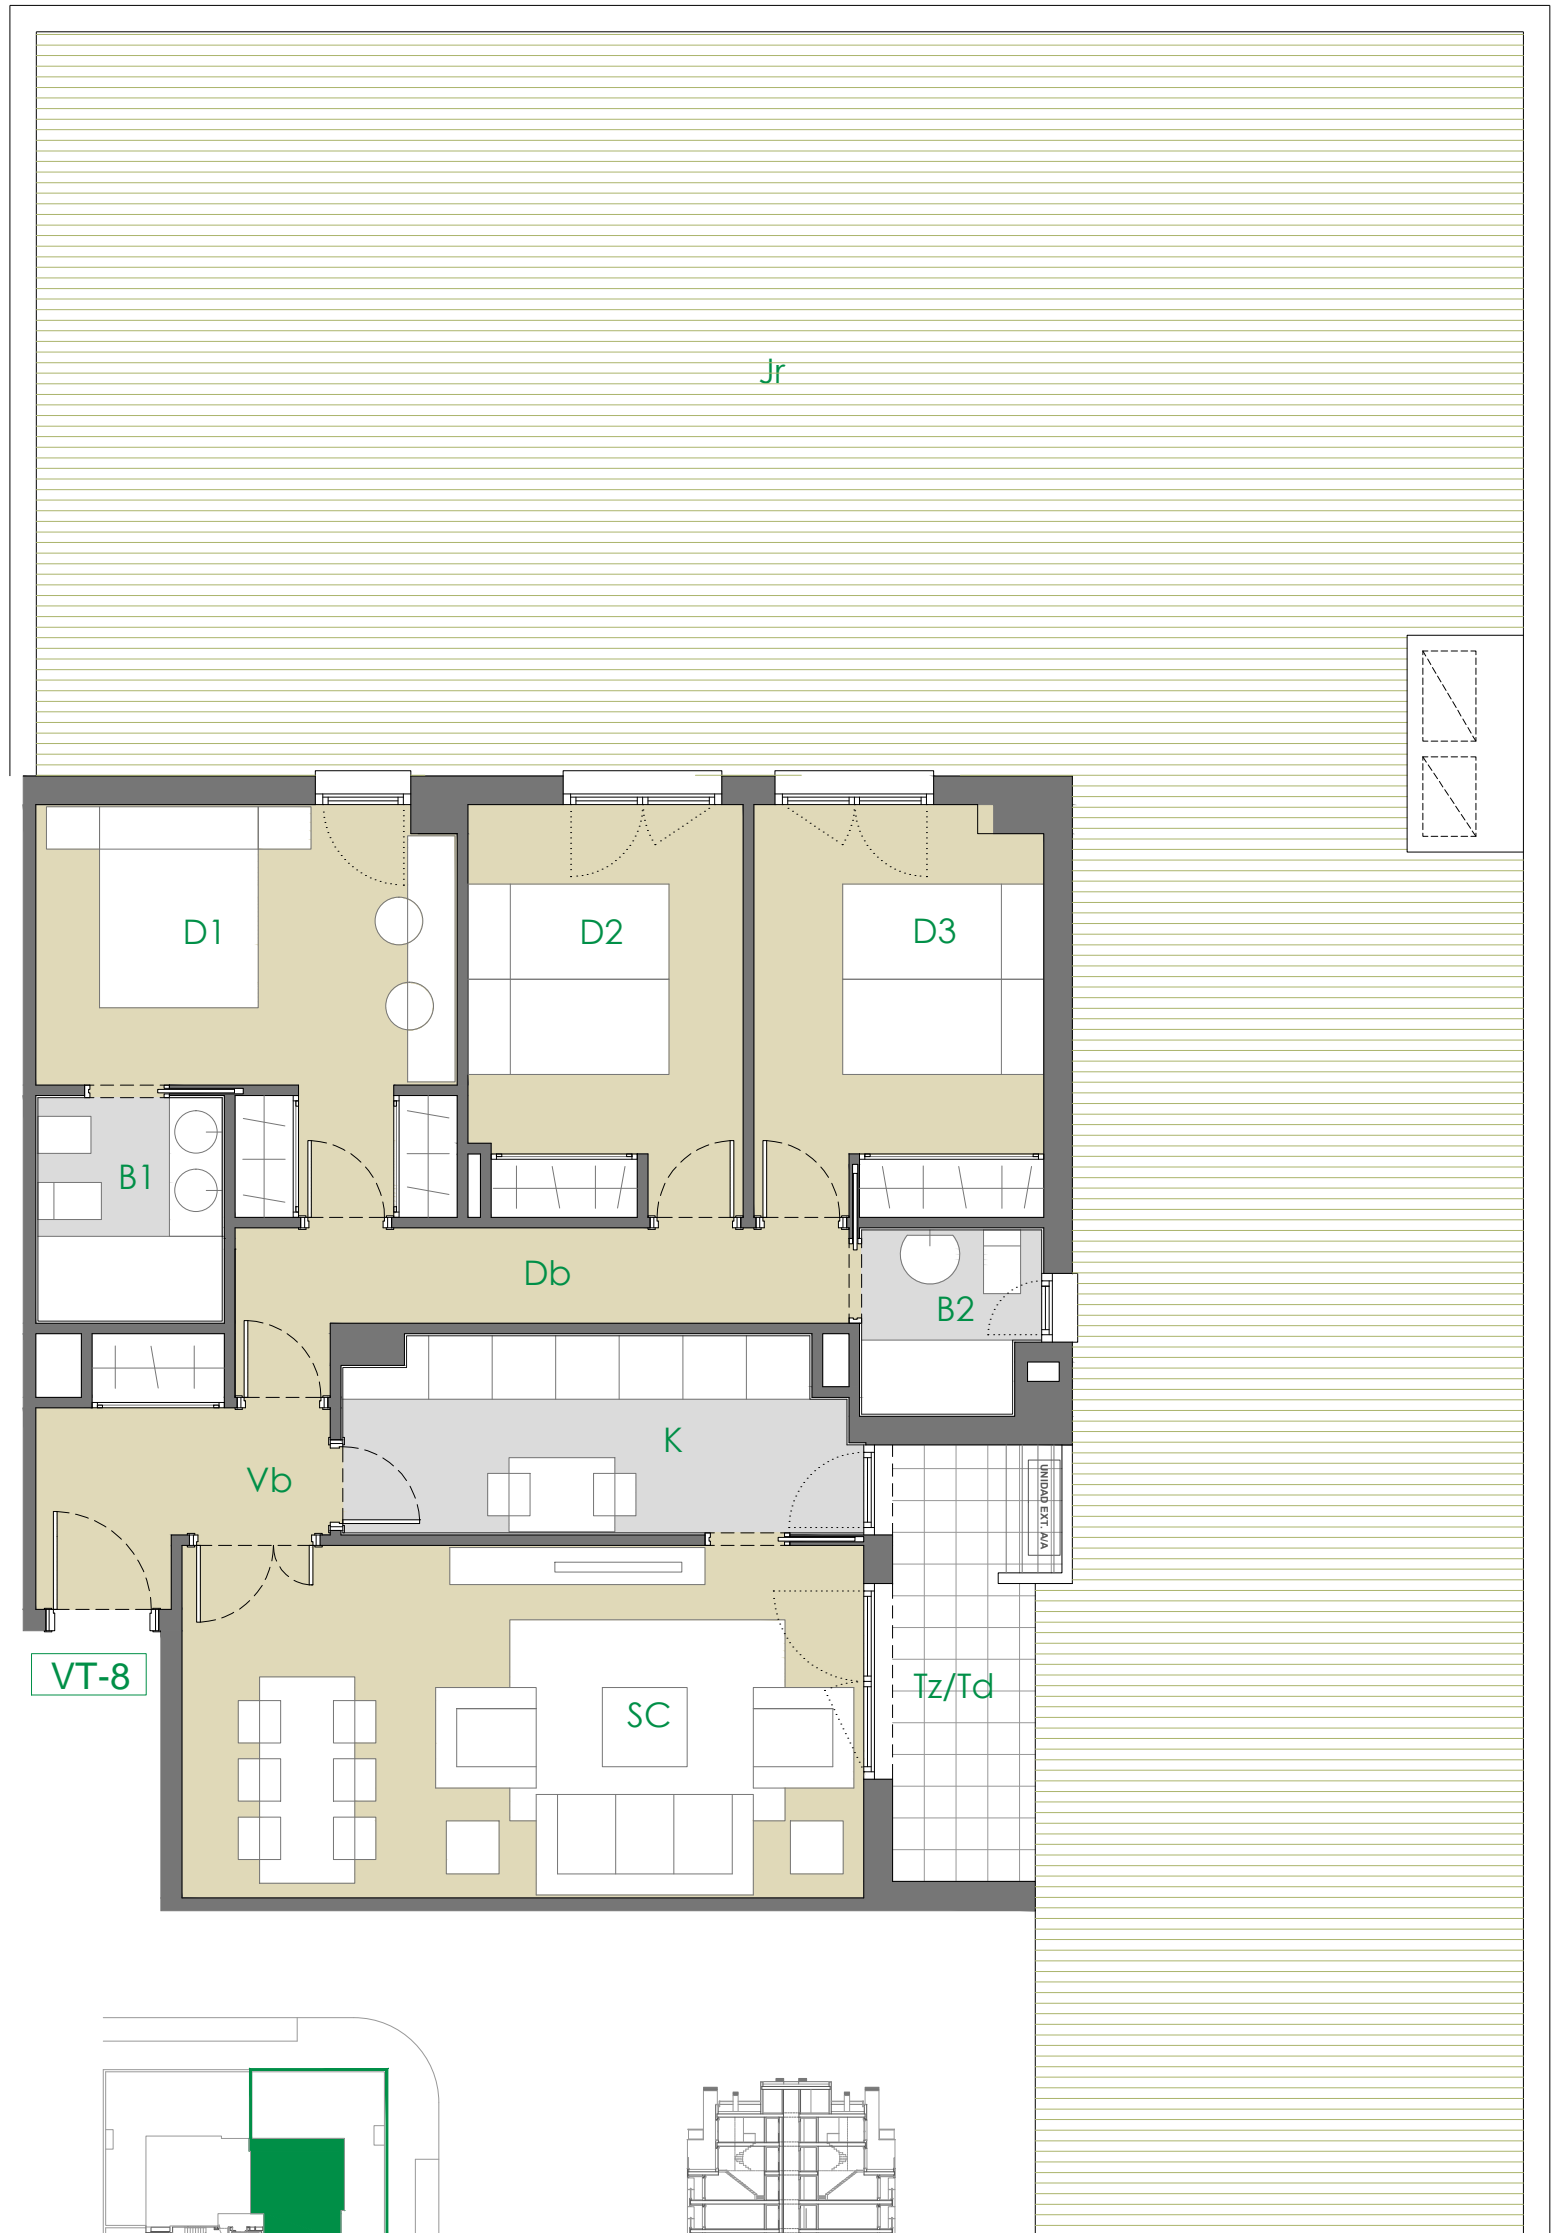 Jr
D1
D2
D3
B1
Db
B2
K
Vb
UNIDAD EXT. A/A
VT-8
SC
Tz/Td